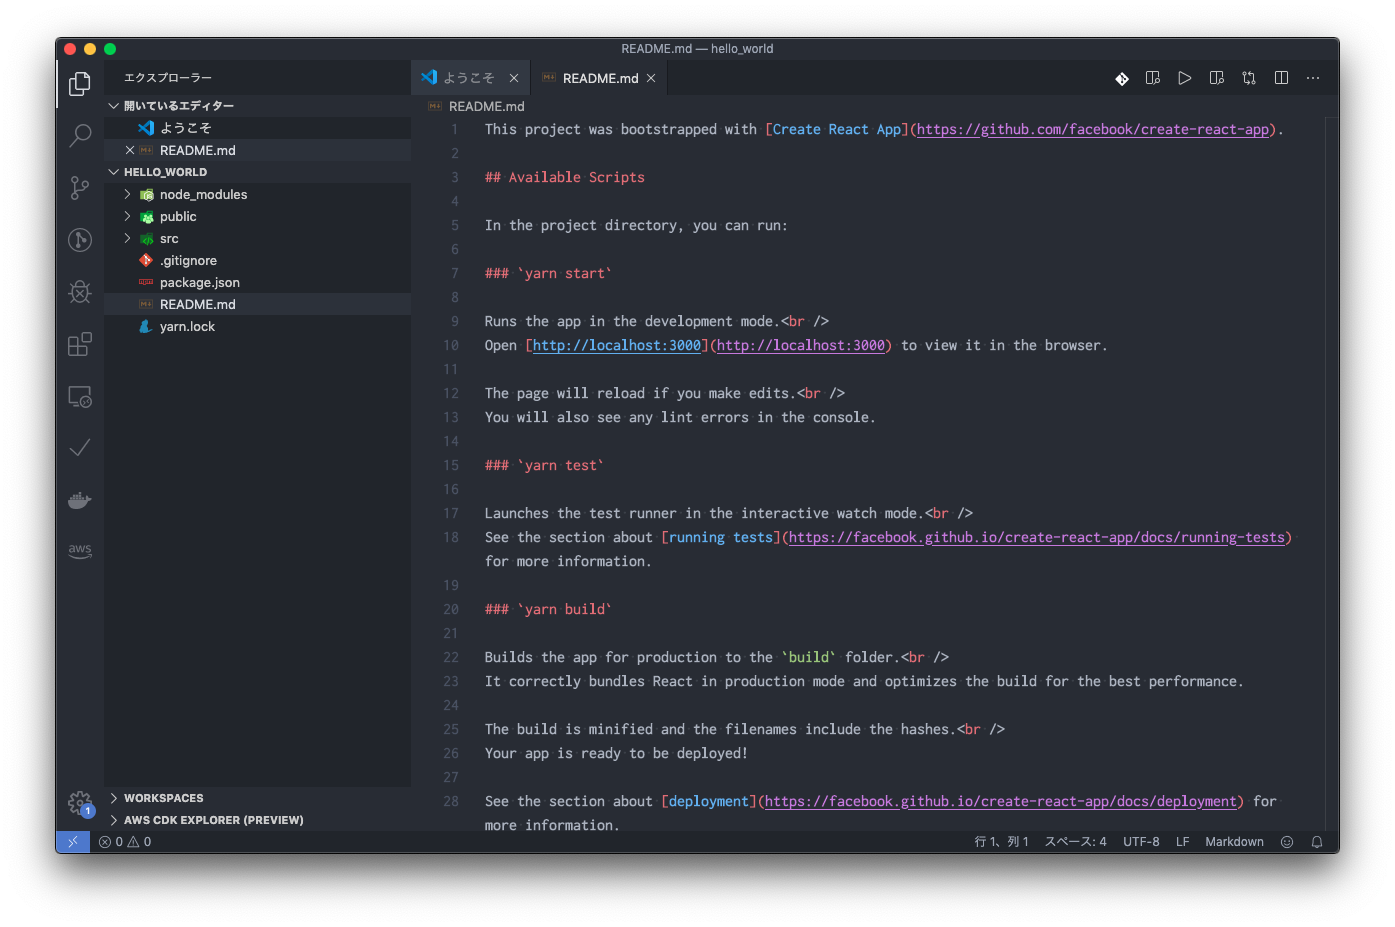 README.md — hello_world
エクスプローラー
開いているエディター
ようこそ
README.md
HELLO_WORLD
node_modules
public
src
.gitignore
package.json
README.md
yarn.lock
WORKSPACES
AWS CDK EXPLORER (PREVIEW)
aws
1
ようこそ
README.md
README.md
1 This project was bootstrapped with [Create React App](https://github.com/facebook/create-react-app).
2
3 ## Available Scripts
4
5 In the project directory, you can run:
6
7 ### `yarn start`
8
9 Runs the app in the development mode.<br />
10 Open [http://localhost:3000](http://localhost:3000) to view it in the browser.
11
12 The page will reload if you make edits.<br />
13 You will also see any lint errors in the console.
14
15 ### `yarn test`
16
17 Launches the test runner in the interactive watch mode.<br />
18 See the section about [running tests](https://facebook.github.io/create-react-app/docs/running-tests)
for more information.
19
20 ### `yarn build`
21
22 Builds the app for production to the `build` folder.<br />
23 It correctly bundles React in production mode and optimizes the build for the best performance.
24
25 The build is minified and the filenames include the hashes.<br />
26 Your app is ready to be deployed!
27
28 See the section about [deployment](https://facebook.github.io/create-react-app/docs/deployment) for
more information.
0 0
行 1、列 1 スペース: 4 UTF-8 LF Markdown